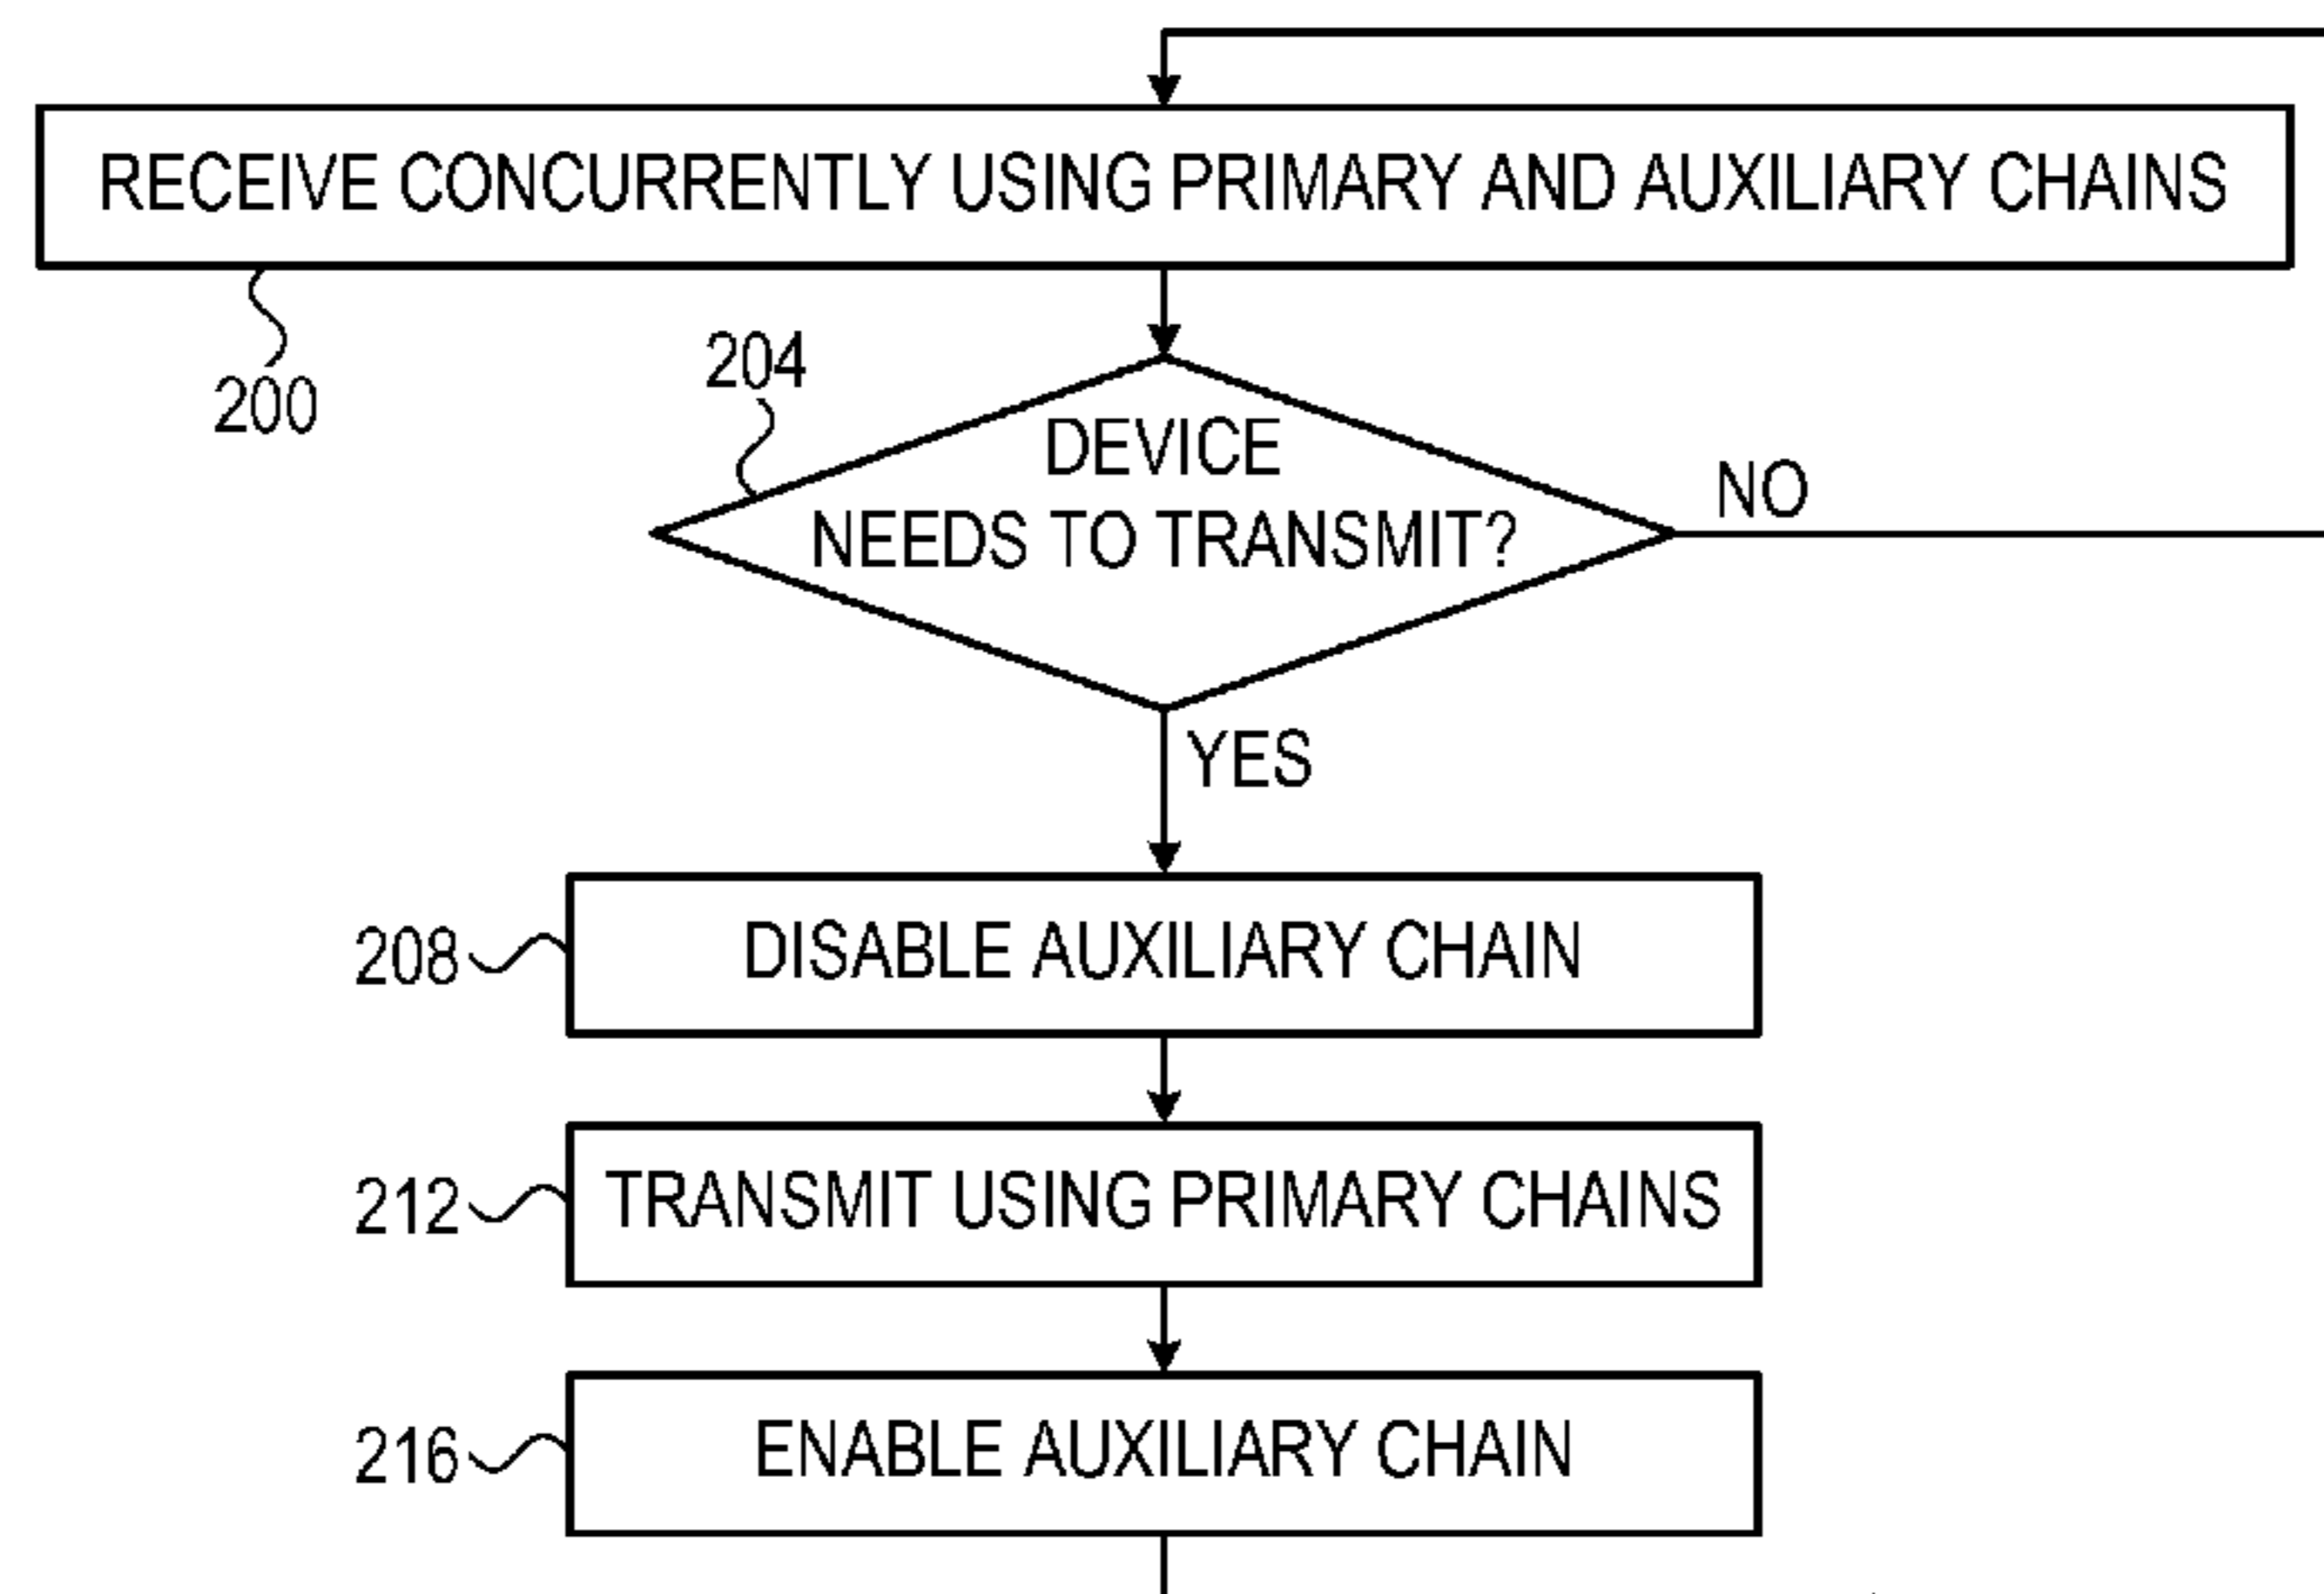 RECEIVE CONCURRENTLY USING PRIMARY AND AUXILIARY CHAINS
200
204
DEVICE
NEEDS TO TRANSMIT?
NO
YES
208
DISABLE AUXILIARY CHAIN
212
TRANSMIT USING PRIMARY CHAINS
216
ENABLE AUXILIARY CHAIN